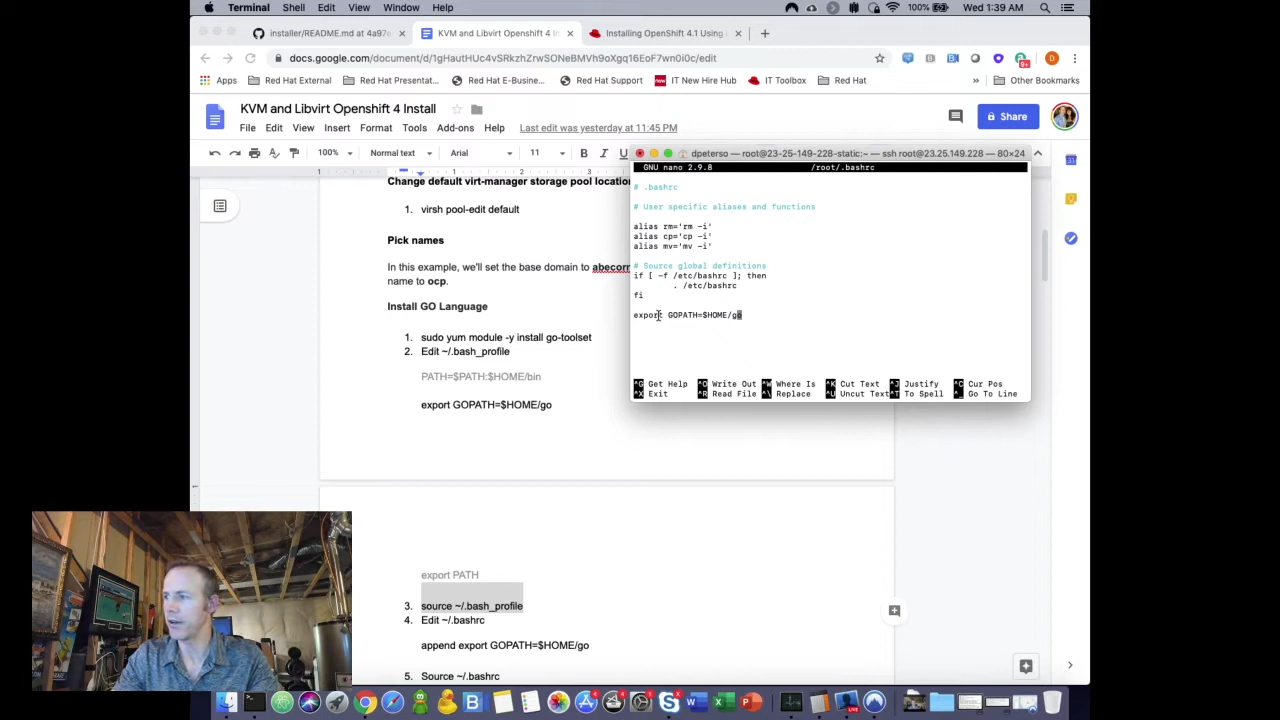 Terminal Shell Edit View Window Help 100% Wed 1:39 AM
installer/README.md at 4a97e KVM and Libvirt Openshift 4 In Installing OpenShift 4.1 Using L
docs.google.com/document/d/1gHautHUc4vSRkzhZrwSONeBMVh9oXgq16EoF7wn0i0c/edit
Apps Red Hat External Red Hat Presentat... Red Hat E-Busine... Red Hat Support IT New Hire Hub IT Toolbox Red Hat » Other Bookmarks
KVM and Libvirt Openshift 4 Install
File Edit View Insert Format Tools Add-ons Help Last edit was yesterday at 11:45 PM
Share
100% Normal text Arial 11 B I U
dpeterso — root@23-25-149-228-static:~ — ssh root@23.25.149.228 — 80×24
GNU nano 2.9.8 /root/.bashrc
# .bashrc
# User specific aliases and functions
alias rm='rm -i'
alias cp='cp -i'
alias mv='mv -i'
# Source global definitions
if [ -f /etc/bashrc ]; then
. /etc/bashrc
fi
export GOPATH=$HOME/go
^G Get Help ^O Write Out ^W Where Is ^K Cut Text ^J Justify ^C Cur Pos
^X Exit ^R Read File ^\ Replace ^U Uncut Text ^T To Spell ^_ Go To Line
Change default virt-manager storage pool location
1. virsh pool-edit default
Pick names
In this example, we'll set the base domain to abecorn
name to ocp.
Install GO Language
1. sudo yum module -y install go-toolset
2. Edit ~/.bash_profile
PATH=$PATH:$HOME/bin
export GOPATH=$HOME/go
export PATH
3. source ~/.bash_profile
4. Edit ~/.bashrc
append export GOPATH=$HOME/go
5. Source ~/.bashrc